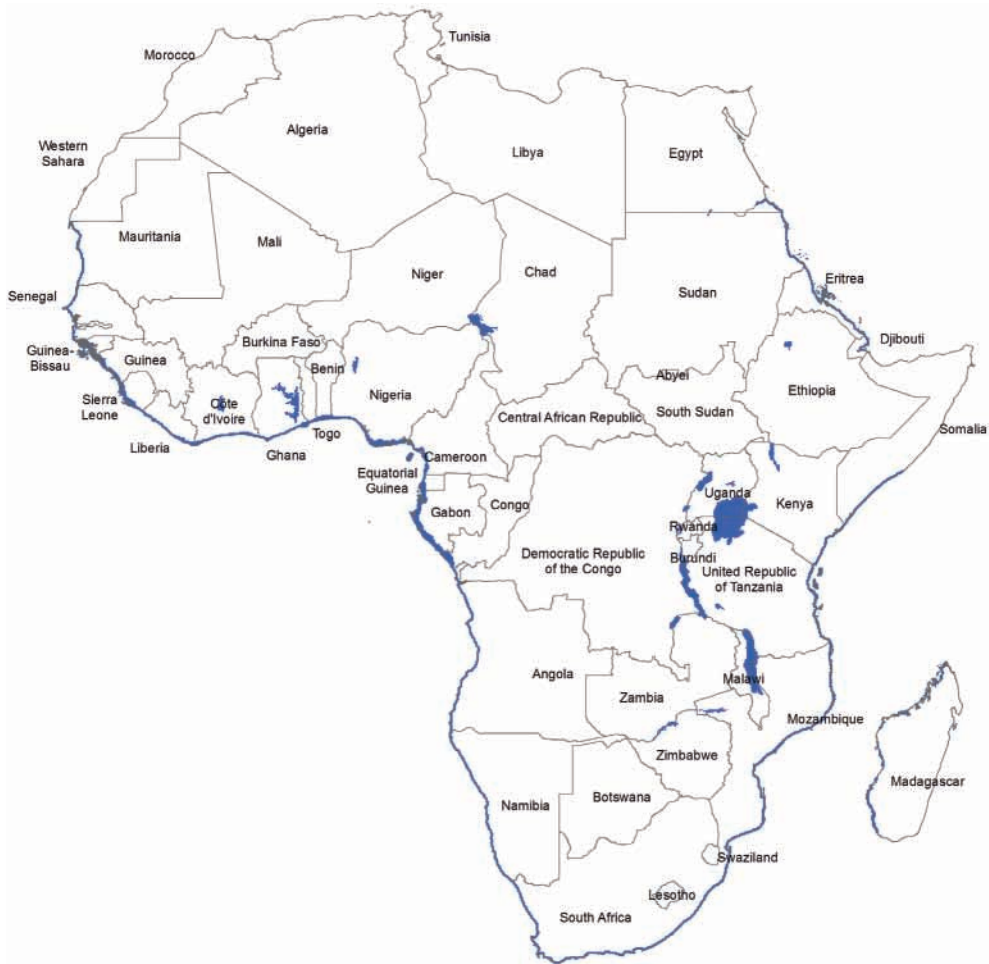 Tunisia
Morocco
Algeria
Western
Sahara
Libya
Egypt
Mauritania
Mali
Niger
Chad
Sudan
Eritrea
Senegal
Djibouti
Burkina Faso
Guinea-
Bissau
Guinea
Benin
Abyei
Ethiopia
Nigeria
Sierra
Leone
Côte
d'Ivoire
Central African Republic
South Sudan
Somalia
Togo
Liberia
Ghana
Cameroon
Equatorial
Guinea
Uganda
Kenya
Congo
Gabon
Rwanda
Democratic Republic
of the Congo
Burundi
United Republic
of Tanzania
Angola
Malawi
Zambia
Mozambique
Zimbabwe
Madagascar
Namibia
Botswana
Swaziland
Lesotho
South Africa